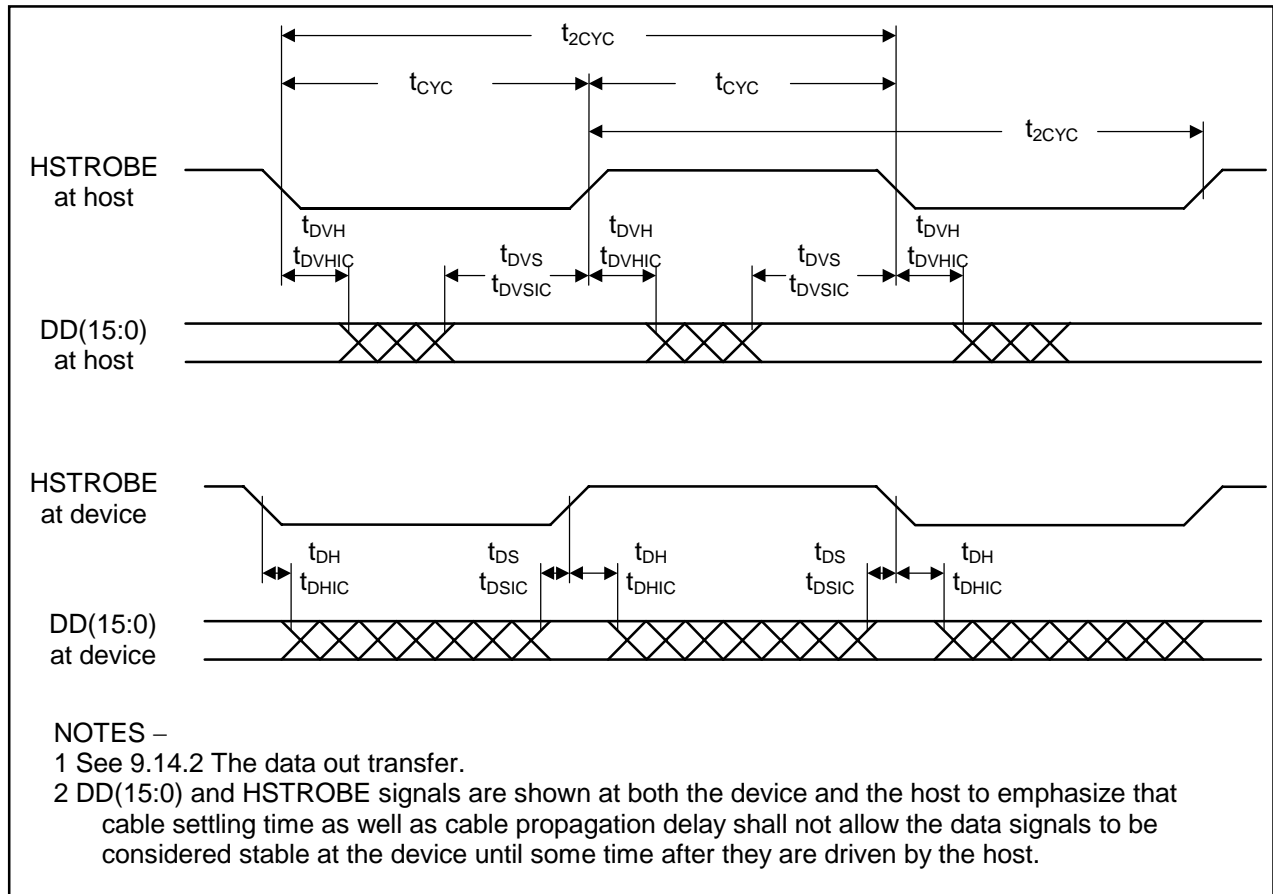 t2CYC
tCYC tCYC
t2CYC
HSTROBE
at host
tDVH tDVH tDVH
tDVHIC tDVS tDVHIC tDVS tDVHIC
tDVSIC tDVSIC
DD(15:0)
at host
HSTROBE
at device
tDH tDS tDH tDS tDH
tDHIC tDSIC tDHIC tDSIC tDHIC
DD(15:0)
at device
NOTES –
1 See 9.14.2 The data out transfer.
2 DD(15:0) and HSTROBE signals are shown at both the device and the host to emphasize that
cable settling time as well as cable propagation delay shall not allow the data signals to be
considered stable at the device until some time after they are driven by the host.